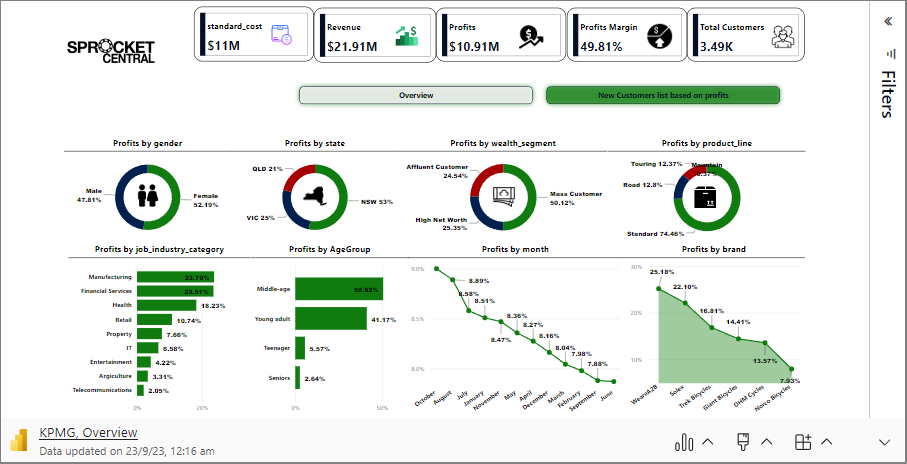 SPROCKET
CENTRAL
standard_cost
$11M
Revenue
$21.91M
Profits
$10.91M
Profits Margin
49.81%
Total Customers
3.49K
Filters
Overview
New Customers list based on profits
Profits by gender
Male
47.81%
Female
52.19%
Profits by state
QLD 21%
VIC 25%
NSW 53%
Profits by wealth_segment
Affluent Customer
24.54%
High Net Worth
25.35%
Mass Customer
50.12%
Profits by product_line
Touring 12.37%
Mountain
Road 12.8%
Standard 74.46%
Profits by job_industry_category
Manufacturing 23.70%
Financial Services 23.51%
Health 18.23%
Retail 10.74%
Property 7.66%
IT 6.58%
Entertainment 4.22%
Argiculture 3.31%
Telecommunications 2.05%
0% 20%
Profits by AgeGroup
Middle-age 50.62%
Young adult 41.17%
Teenager 5.57%
Seniors 2.64%
0% 50%
Profits by month
9.0%
8.5%
8.0%
8.89%
8.58%
8.51%
8.47%
8.36%
8.27%
8.16%
8.04%
7.98%
7.88%
October August July January November May April December March February September June
Profits by brand
30%
20%
10%
25.18%
22.10%
16.81%
14.41%
13.57%
7.93%
WeareA2B Solex Trek Bicycles Giant Bicycles OHM Cycles Norco Bicycles
KPMG, Overview
Data updated on 23/9/23, 12:16 am